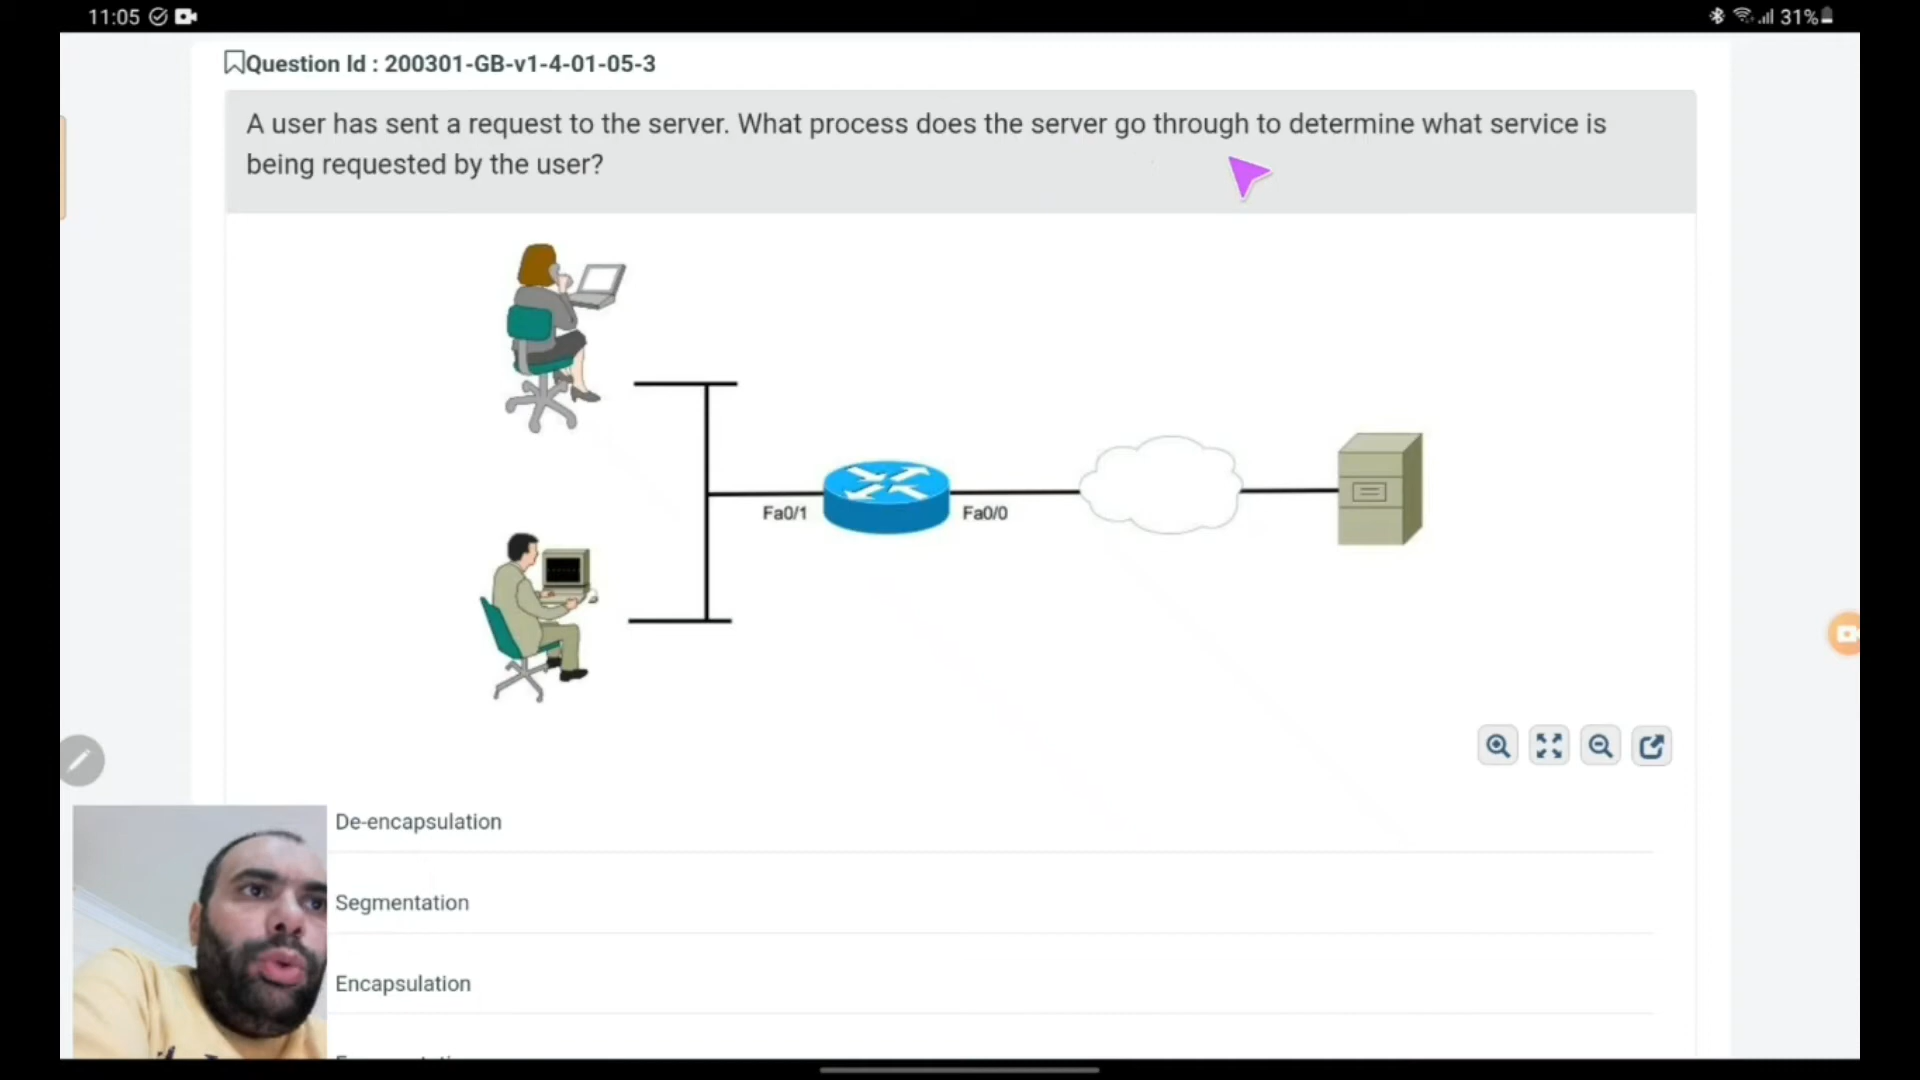 11:05
31%
Question Id : 200301-GB-v1-4-01-05-3
A user has sent a request to the server. What process does the server go through to determine what service is
being requested by the user?
Fa0/1
Fa0/0
De-encapsulation
Segmentation
Encapsulation